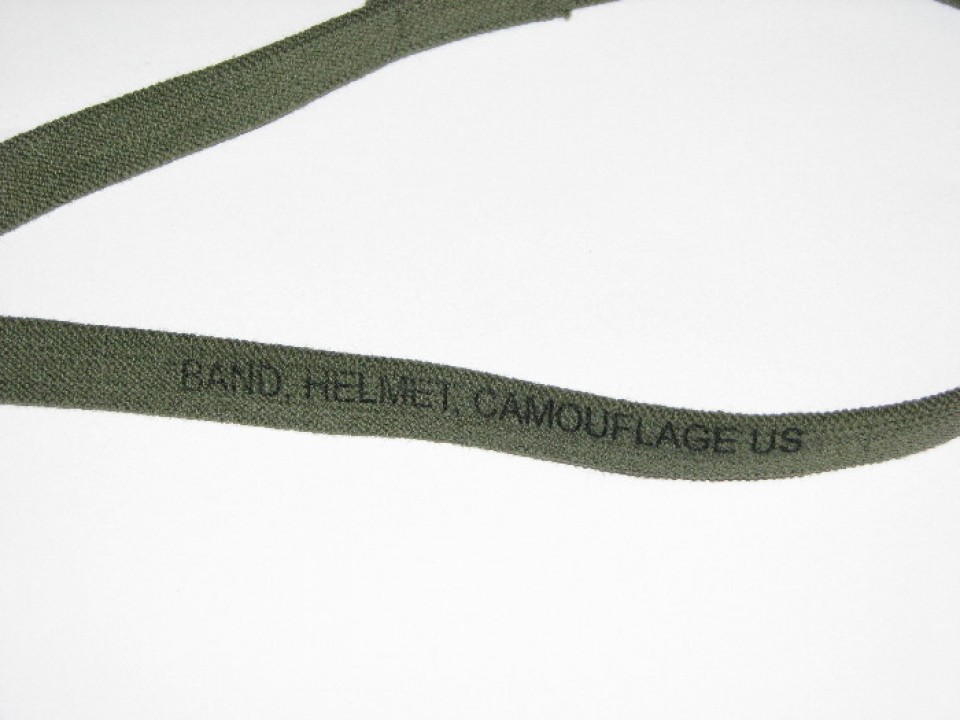 BAND, HELMET, CAMOUFLAGE US